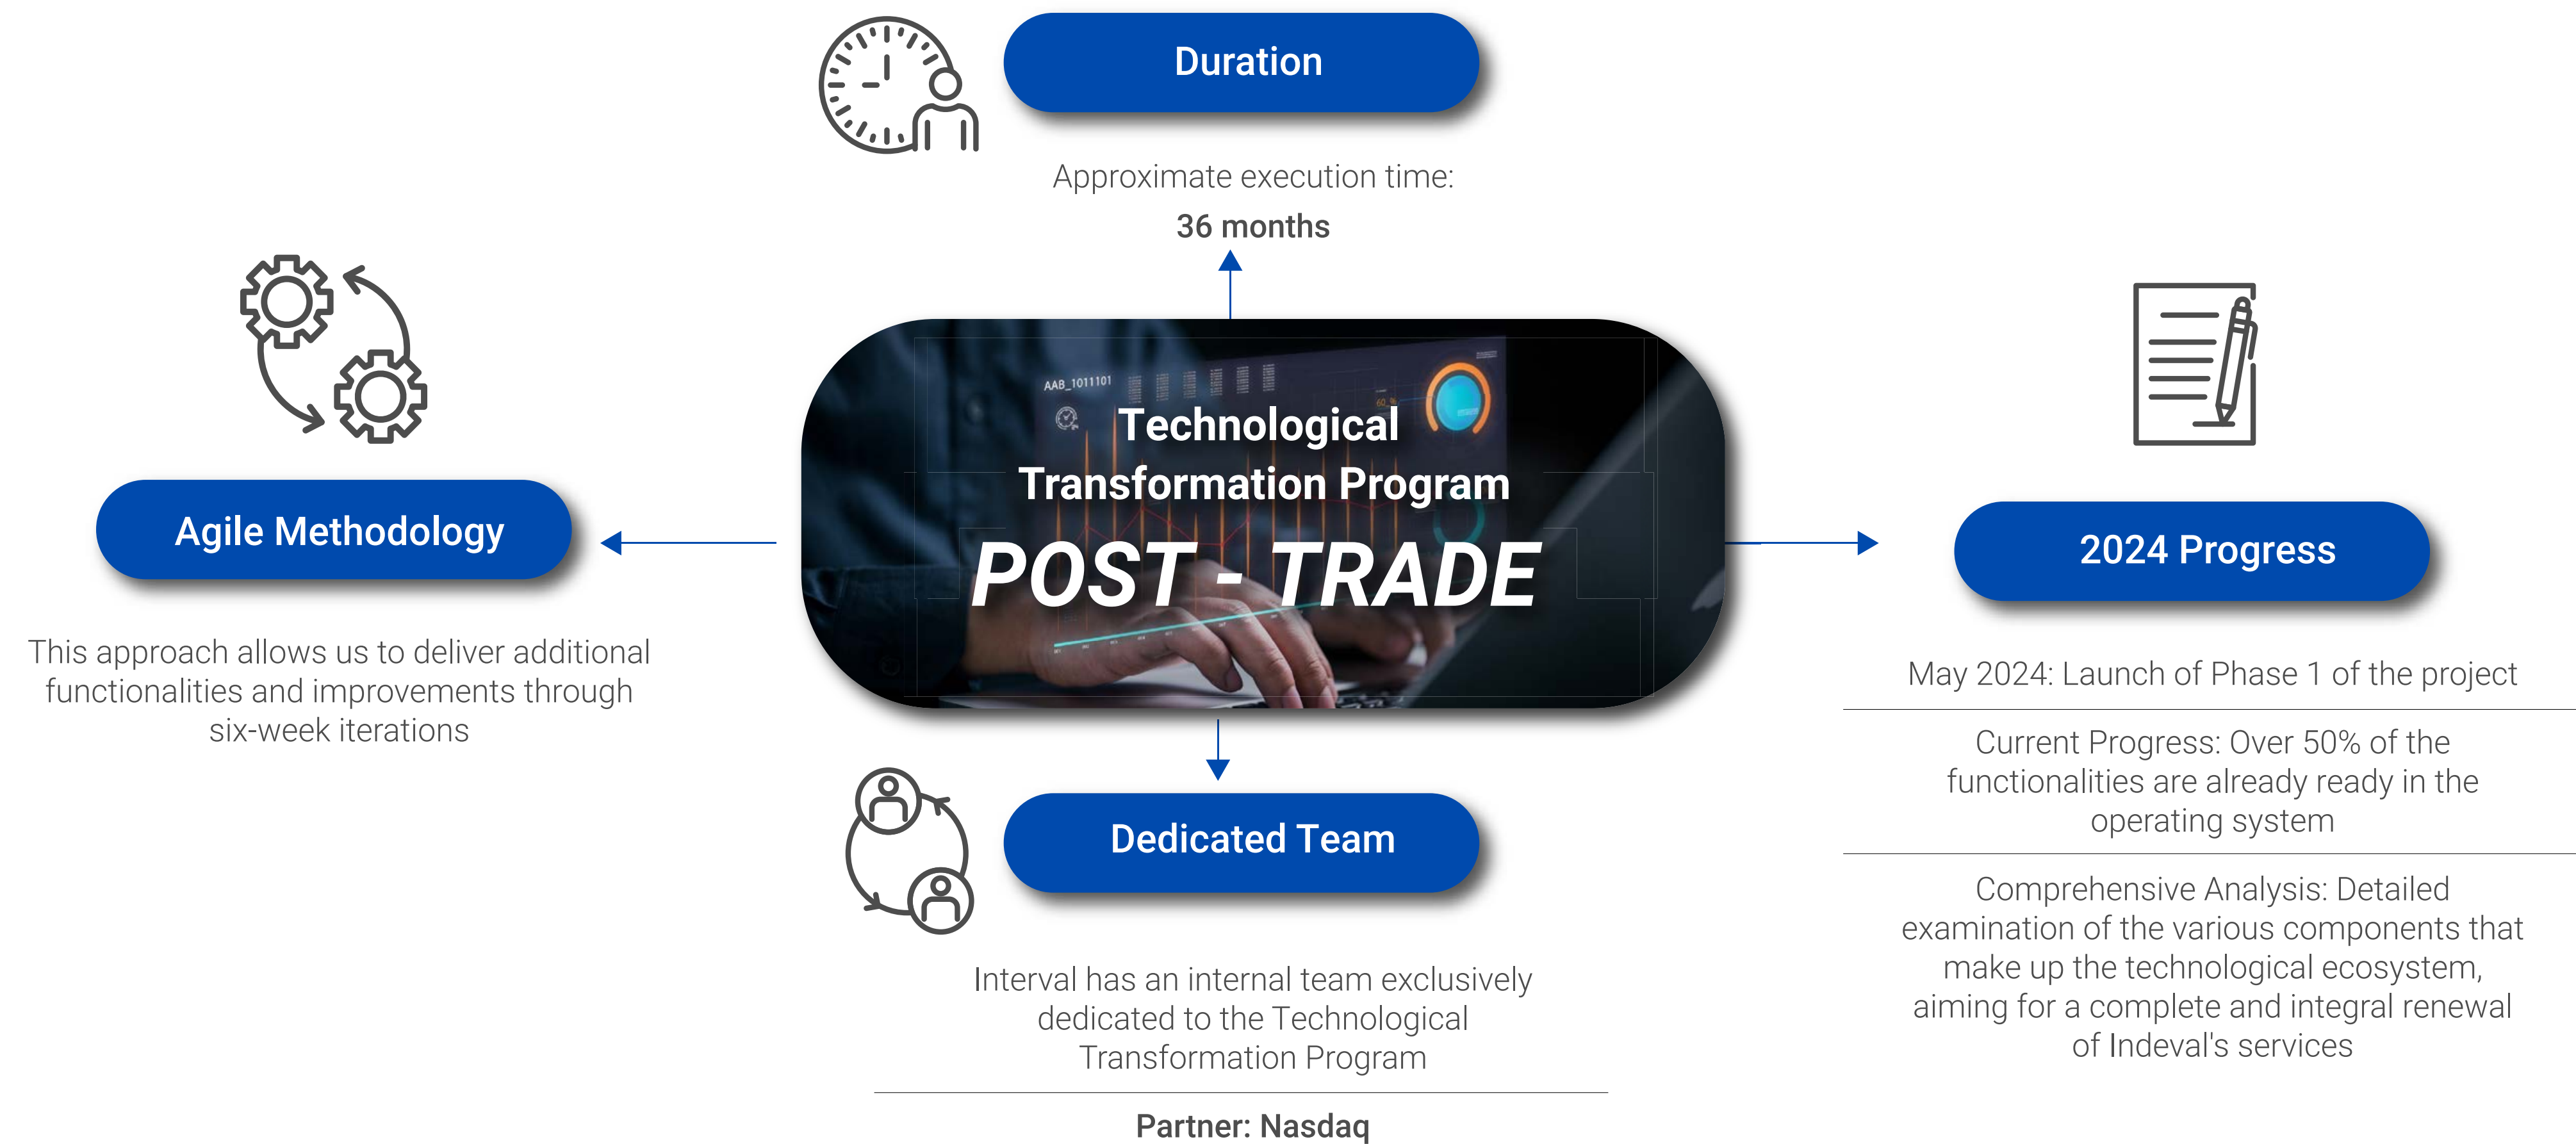 Duration
Approximate execution time:
36 months
Agile Methodology
This approach allows us to deliver additional
functionalities and improvements through
six-week iterations
AAB_1011101
60_%
Technological
Transformation Program
POST - TRADE
2024 Progress
May 2024: Launch of Phase 1 of the project
Current Progress: Over 50% of the
functionalities are already ready in the
operating system
Comprehensive Analysis: Detailed
examination of the various components that
make up the technological ecosystem,
aiming for a complete and integral renewal
of Indeval's services
Dedicated Team
Interval has an internal team exclusively
dedicated to the Technological
Transformation Program
Partner: Nasdaq